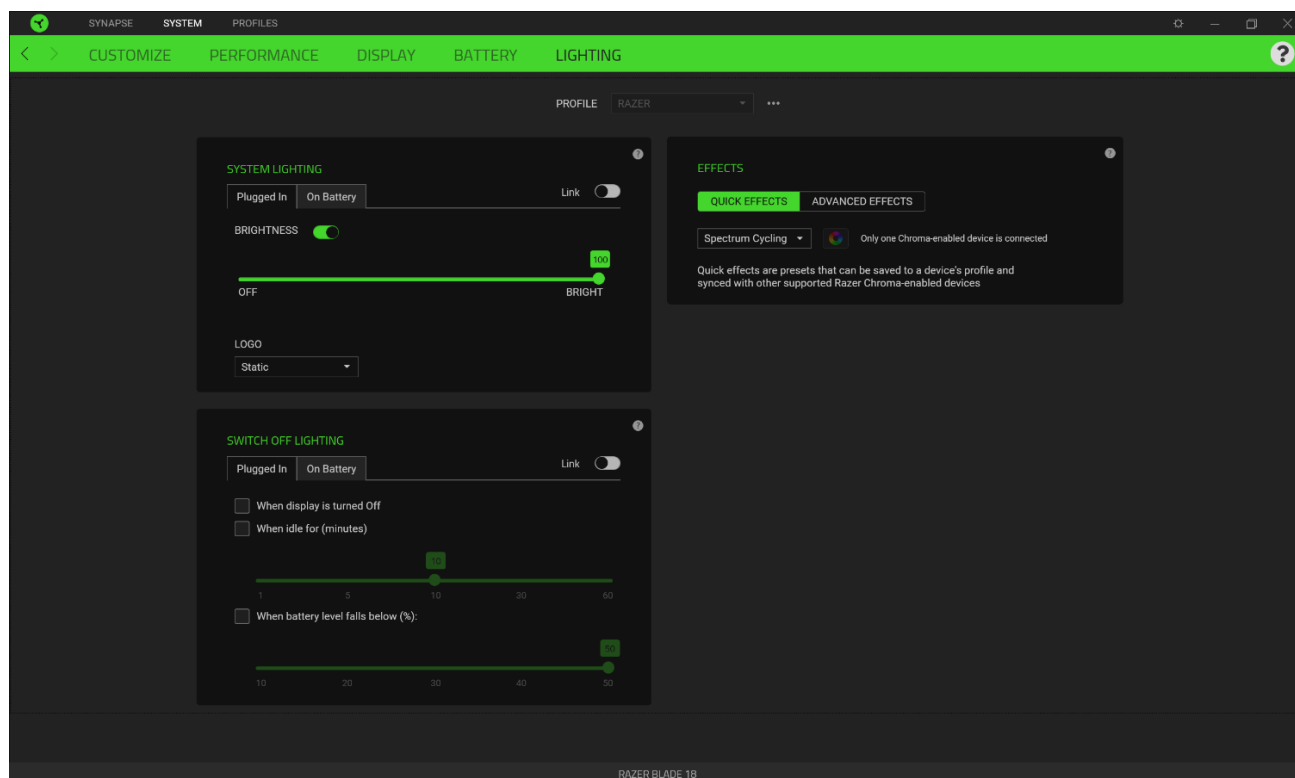 SYNAPSE SYSTEM PROFILES
CUSTOMIZE PERFORMANCE DISPLAY BATTERY LIGHTING ?
PROFILE RAZER
SYSTEM LIGHTING ?
Plugged In On Battery Link
BRIGHTNESS
100
OFF BRIGHT
LOGO
Static
EFFECTS ?
QUICK EFFECTS ADVANCED EFFECTS
Spectrum Cycling Only one Chroma-enabled device is connected
Quick effects are presets that can be saved to a device's profile and
synced with other supported Razer Chroma-enabled devices
SWITCH OFF LIGHTING ?
Plugged In On Battery Link
When display is turned Off
When idle for (minutes)
10
1 5 10 30 60
When battery level falls below (%):
50
10 20 30 40 50
RAZER BLADE 18